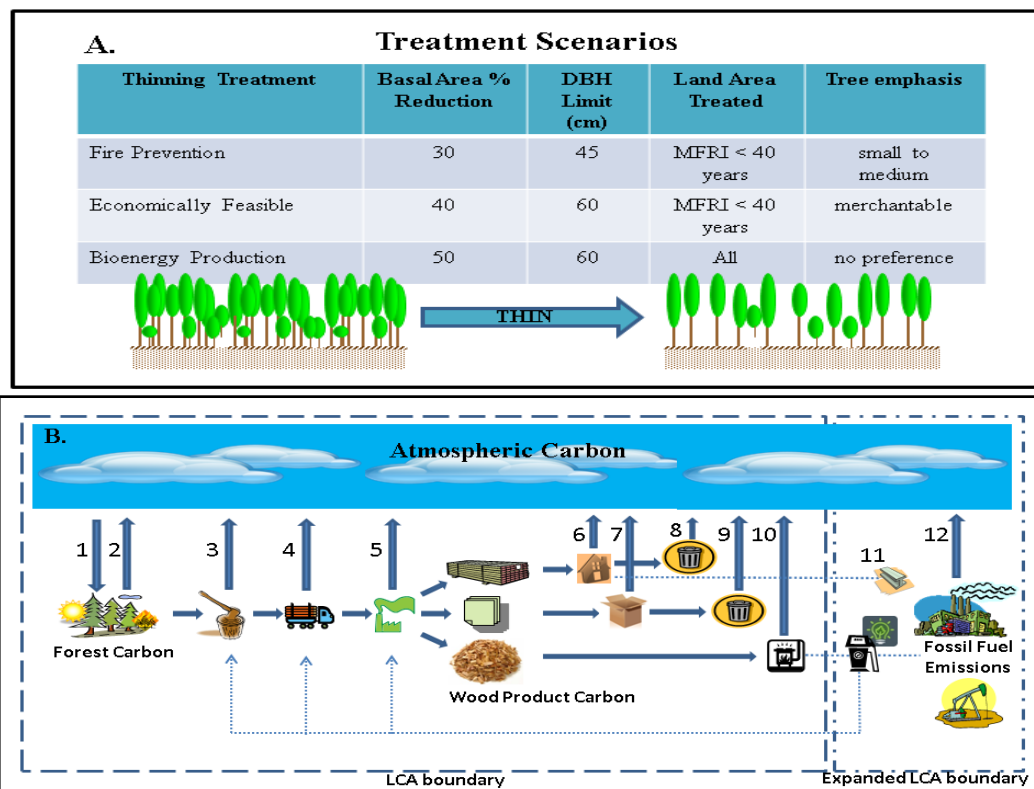 A.
Treatment Scenarios
Thinning Treatment
Basal Area %
Reduction
DBH
Limit
(cm)
Land Area
Treated
Tree emphasis
Fire Prevention
30
45
MFRI < 40
years
small to
medium
Economically Feasible
40
60
MFRI < 40
years
merchantable
Bioenergy Production
50
60
All
no preference
THIN
B.
Atmospheric Carbon
1
2
3
4
5
6
7
8
9
10
11
12
Forest Carbon
Wood Product Carbon
Fossil Fuel
Emissions
LCA boundary
Expanded LCA boundary